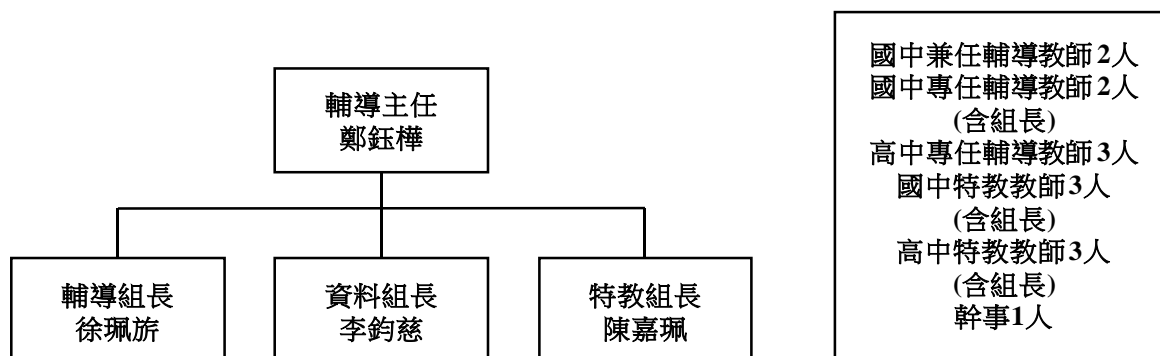 輔導主任
鄭鈺樺
輔導組長
徐珮旂
資料組長
李鈞慈
特教組長
陳嘉珮
國中兼任輔導教師2人
國中專任輔導教師2人
(含組長)
高中專任輔導教師3人
國中特教教師3人
(含組長)
高中特教教師3人
(含組長)
幹事1人